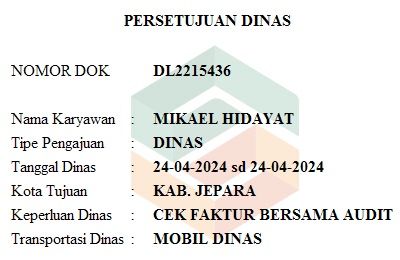 PERSETUJUAN DINAS
NOMOR DOK DL2215436
Nama Karyawan : MIKAEL HIDAYAT
Tipe Pengajuan : DINAS
Tanggal Dinas : 24-04-2024 sd 24-04-2024
Kota Tujuan : KAB. JEPARA
Keperluan Dinas : CEK FAKTUR BERSAMA AUDIT
Transportasi Dinas : MOBIL DINAS